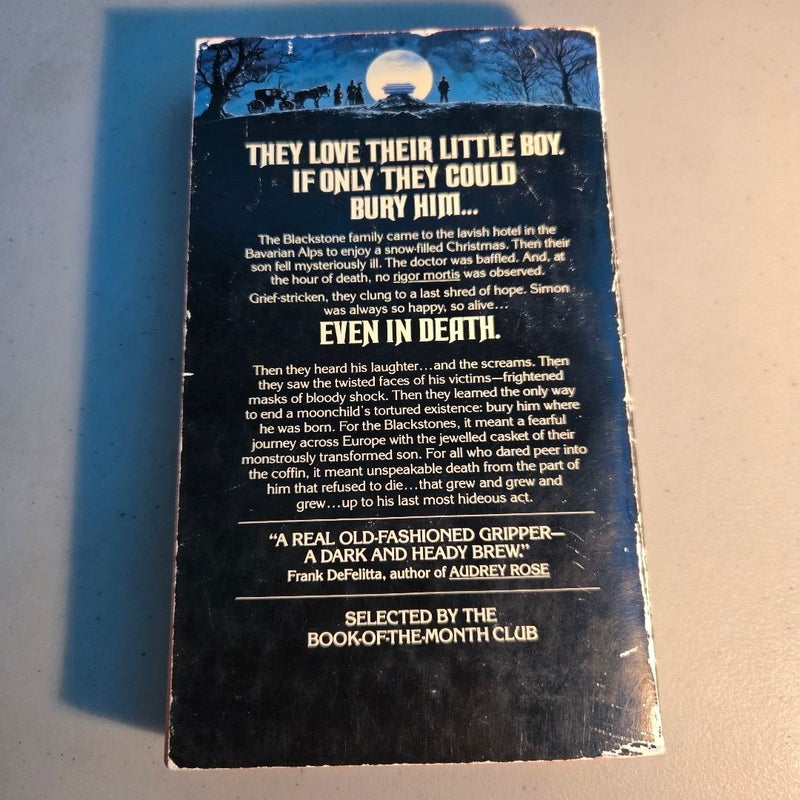 THEY LOVE THEIR LITTLE BOY.
IF ONLY THEY COULD
BURY HIM...
The Blackstone family came to the lavish hotel in the
Bavarian Alps to enjoy a snow-filled Christmas. Then their
son fell mysteriously ill. The doctor was baffled. And, at
the hour of death, no rigor mortis was observed.
Grief-stricken, they clung to a last shred of hope. Simon
was always so happy, so alive...
EVEN IN DEATH.
Then they heard his laughter...and the screams. Then
they saw the twisted faces of his victims—frightened
masks of bloody shock. Then they learned the only way
to end a moonchild's tortured existence: bury him where
he was born. For the Blackstones, it meant a fearful
journey across Europe with the jewelled casket of their
monstrously transformed son. For all who dared peer into
the coffin, it meant unspeakable death from the part of
him that refused to die...that grew and grew and
grew...up to his last most hideous act.
"A REAL OLD-FASHIONED GRIPPER—
A DARK AND HEADY BREW."
Frank DeFelitta, author of AUDREY ROSE
SELECTED BY THE
BOOK-OF-THE-MONTH CLUB